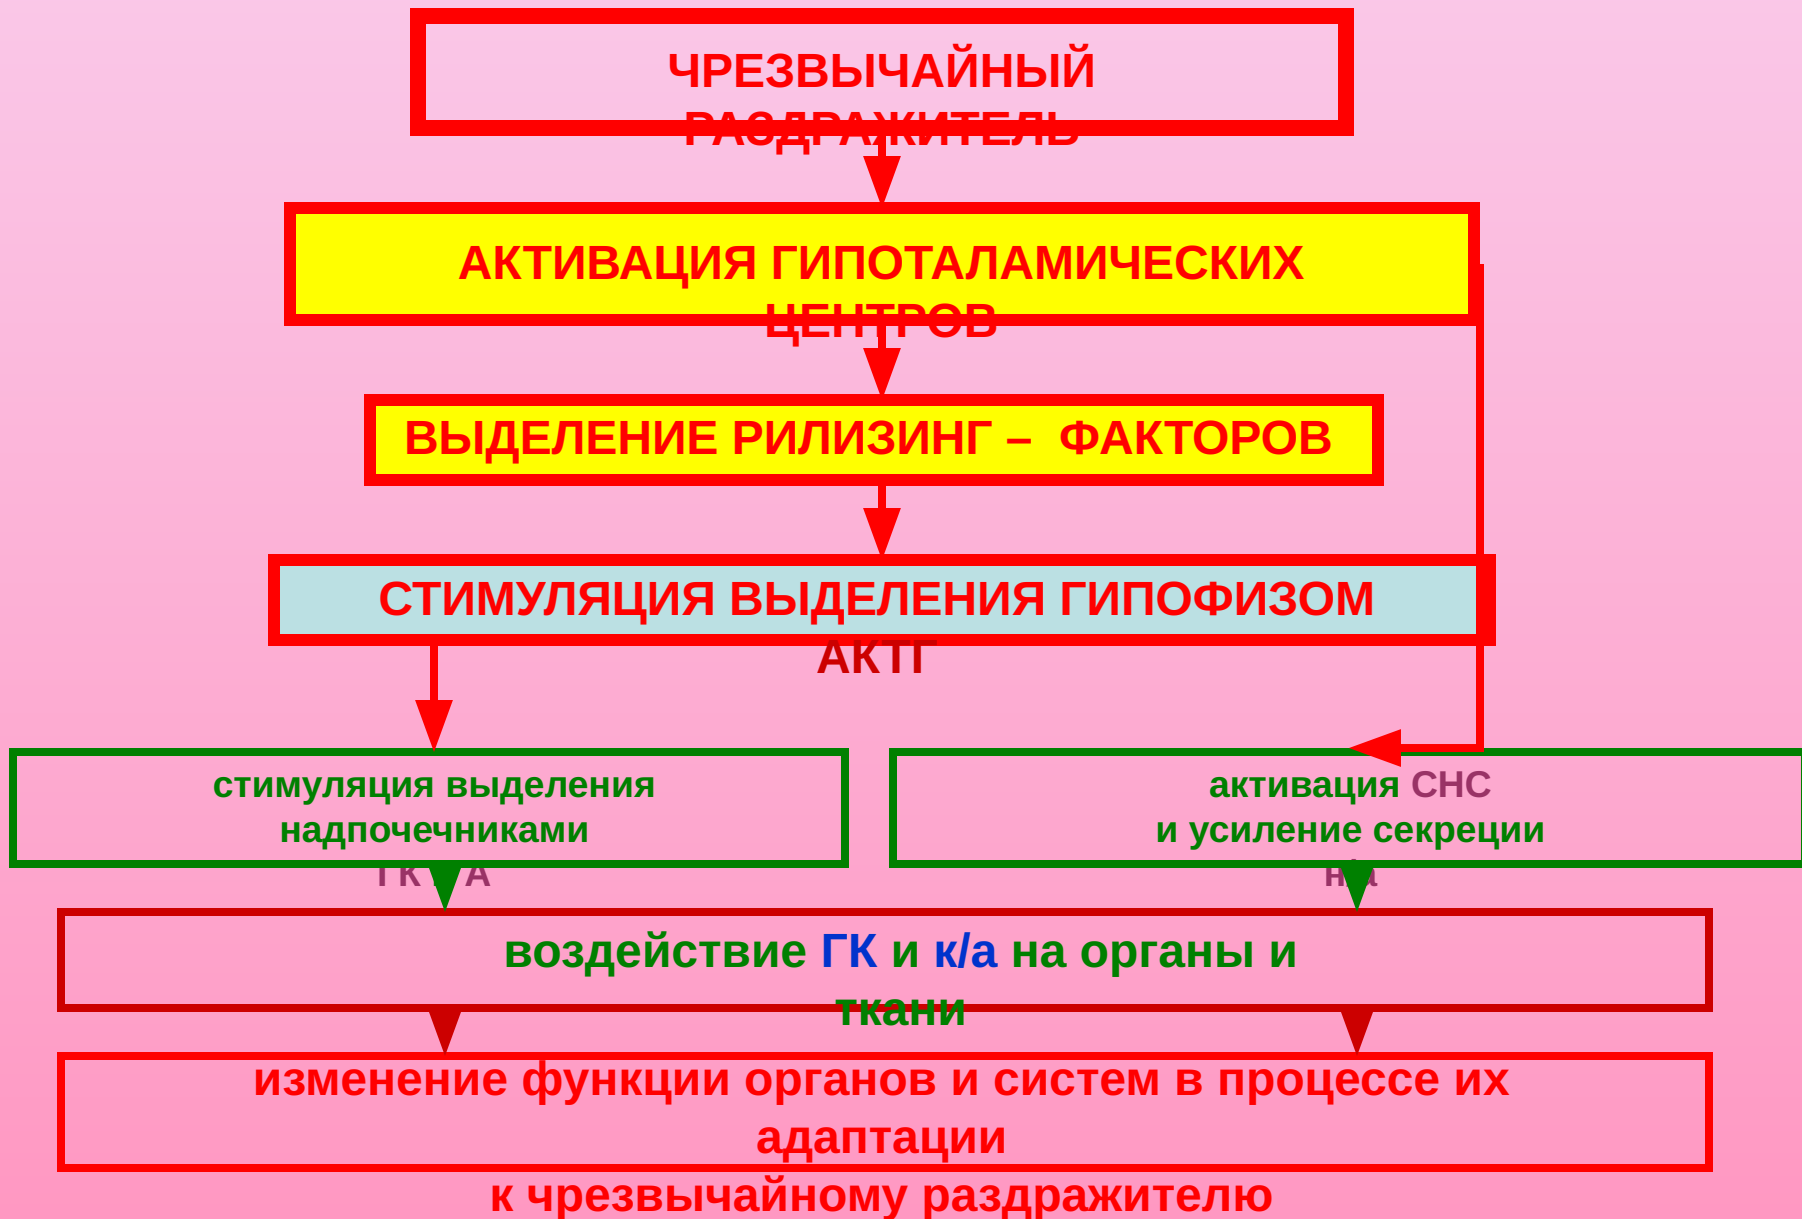 ЧРЕЗВЫЧАЙНЫЙ
РАЗДРАЖИТЕЛЬ
АКТИВАЦИЯ ГИПОТАЛАМИЧЕСКИХ
ЦЕНТРОВ
ВЫДЕЛЕНИЕ РИЛИЗИНГ – ФАКТОРОВ
СТИМУЛЯЦИЯ ВЫДЕЛЕНИЯ ГИПОФИЗОМ
АКТГ
стимуляция выделения
надпочечниками
ГК А
активация СНС
и усиление секреции
н/а
воздействие ГК и к/а на органы и
ткани
изменение функции органов и систем в процессе их
адаптации
к чрезвычайному раздражителю